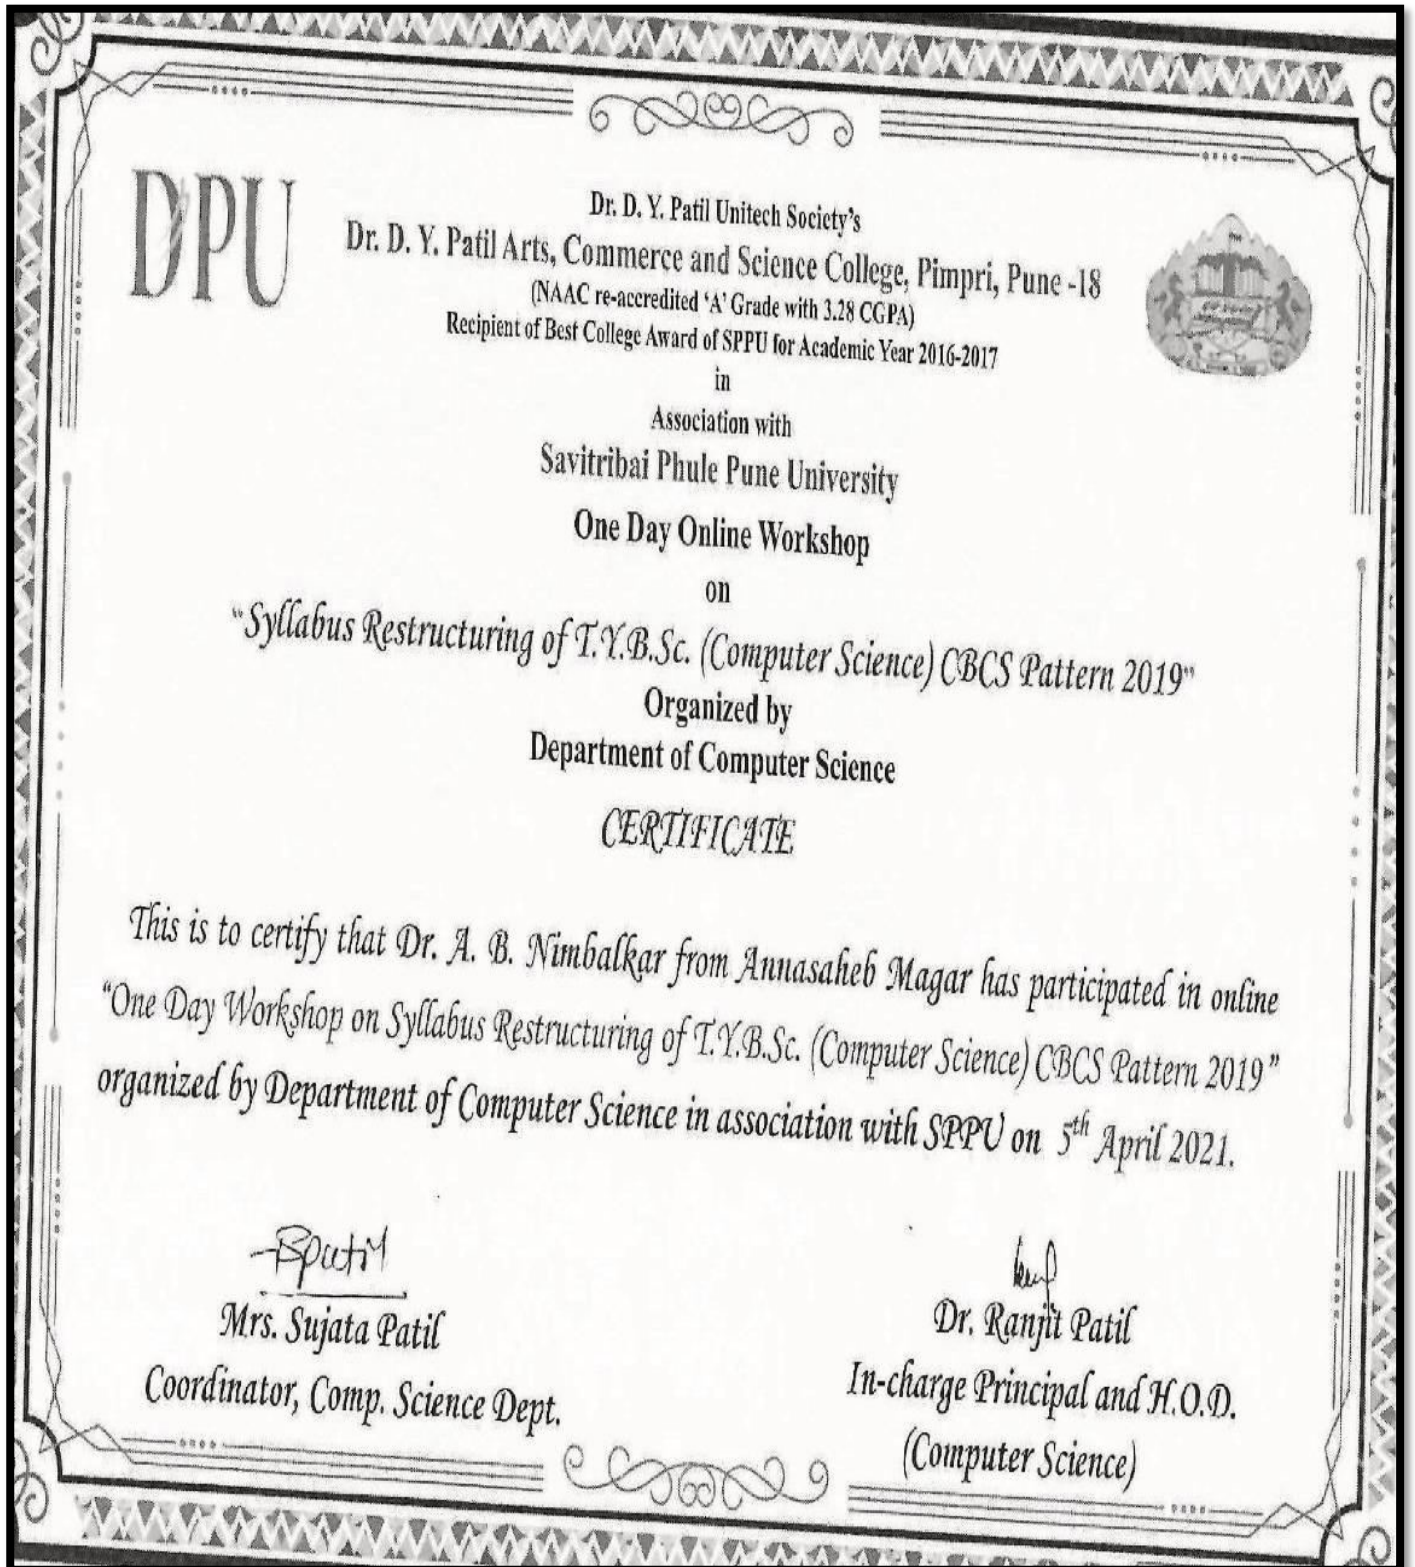 DPU
Dr. D. Y. Patil Unitech Society's
Dr. D. Y. Patil Arts, Commerce and Science College, Pimpri, Pune -18
(NAAC re-accredited 'A' Grade with 3.28 CGPA)
Recipient of Best College Award of SPPU for Academic Year 2016-2017
in
Association with
Savitribai Phule Pune University
One Day Online Workshop
on
"Syllabus Restructuring of T.Y.B.Sc. (Computer Science) CBCS Pattern 2019"
Organized by
Department of Computer Science
CERTIFICATE
This is to certify that Dr. A. B. Nimbalkar from Annasaheb Magar has participated in online
"One Day Workshop on Syllabus Restructuring of T.Y.B.Sc. (Computer Science) CBCS Pattern 2019"
organized by Department of Computer Science in association with SPPU on 5th April 2021.
Mrs. Sujata Patil
Coordinator, Comp. Science Dept.
Dr. Ranjit Patil
In-charge Principal and H.O.D.
(Computer Science)